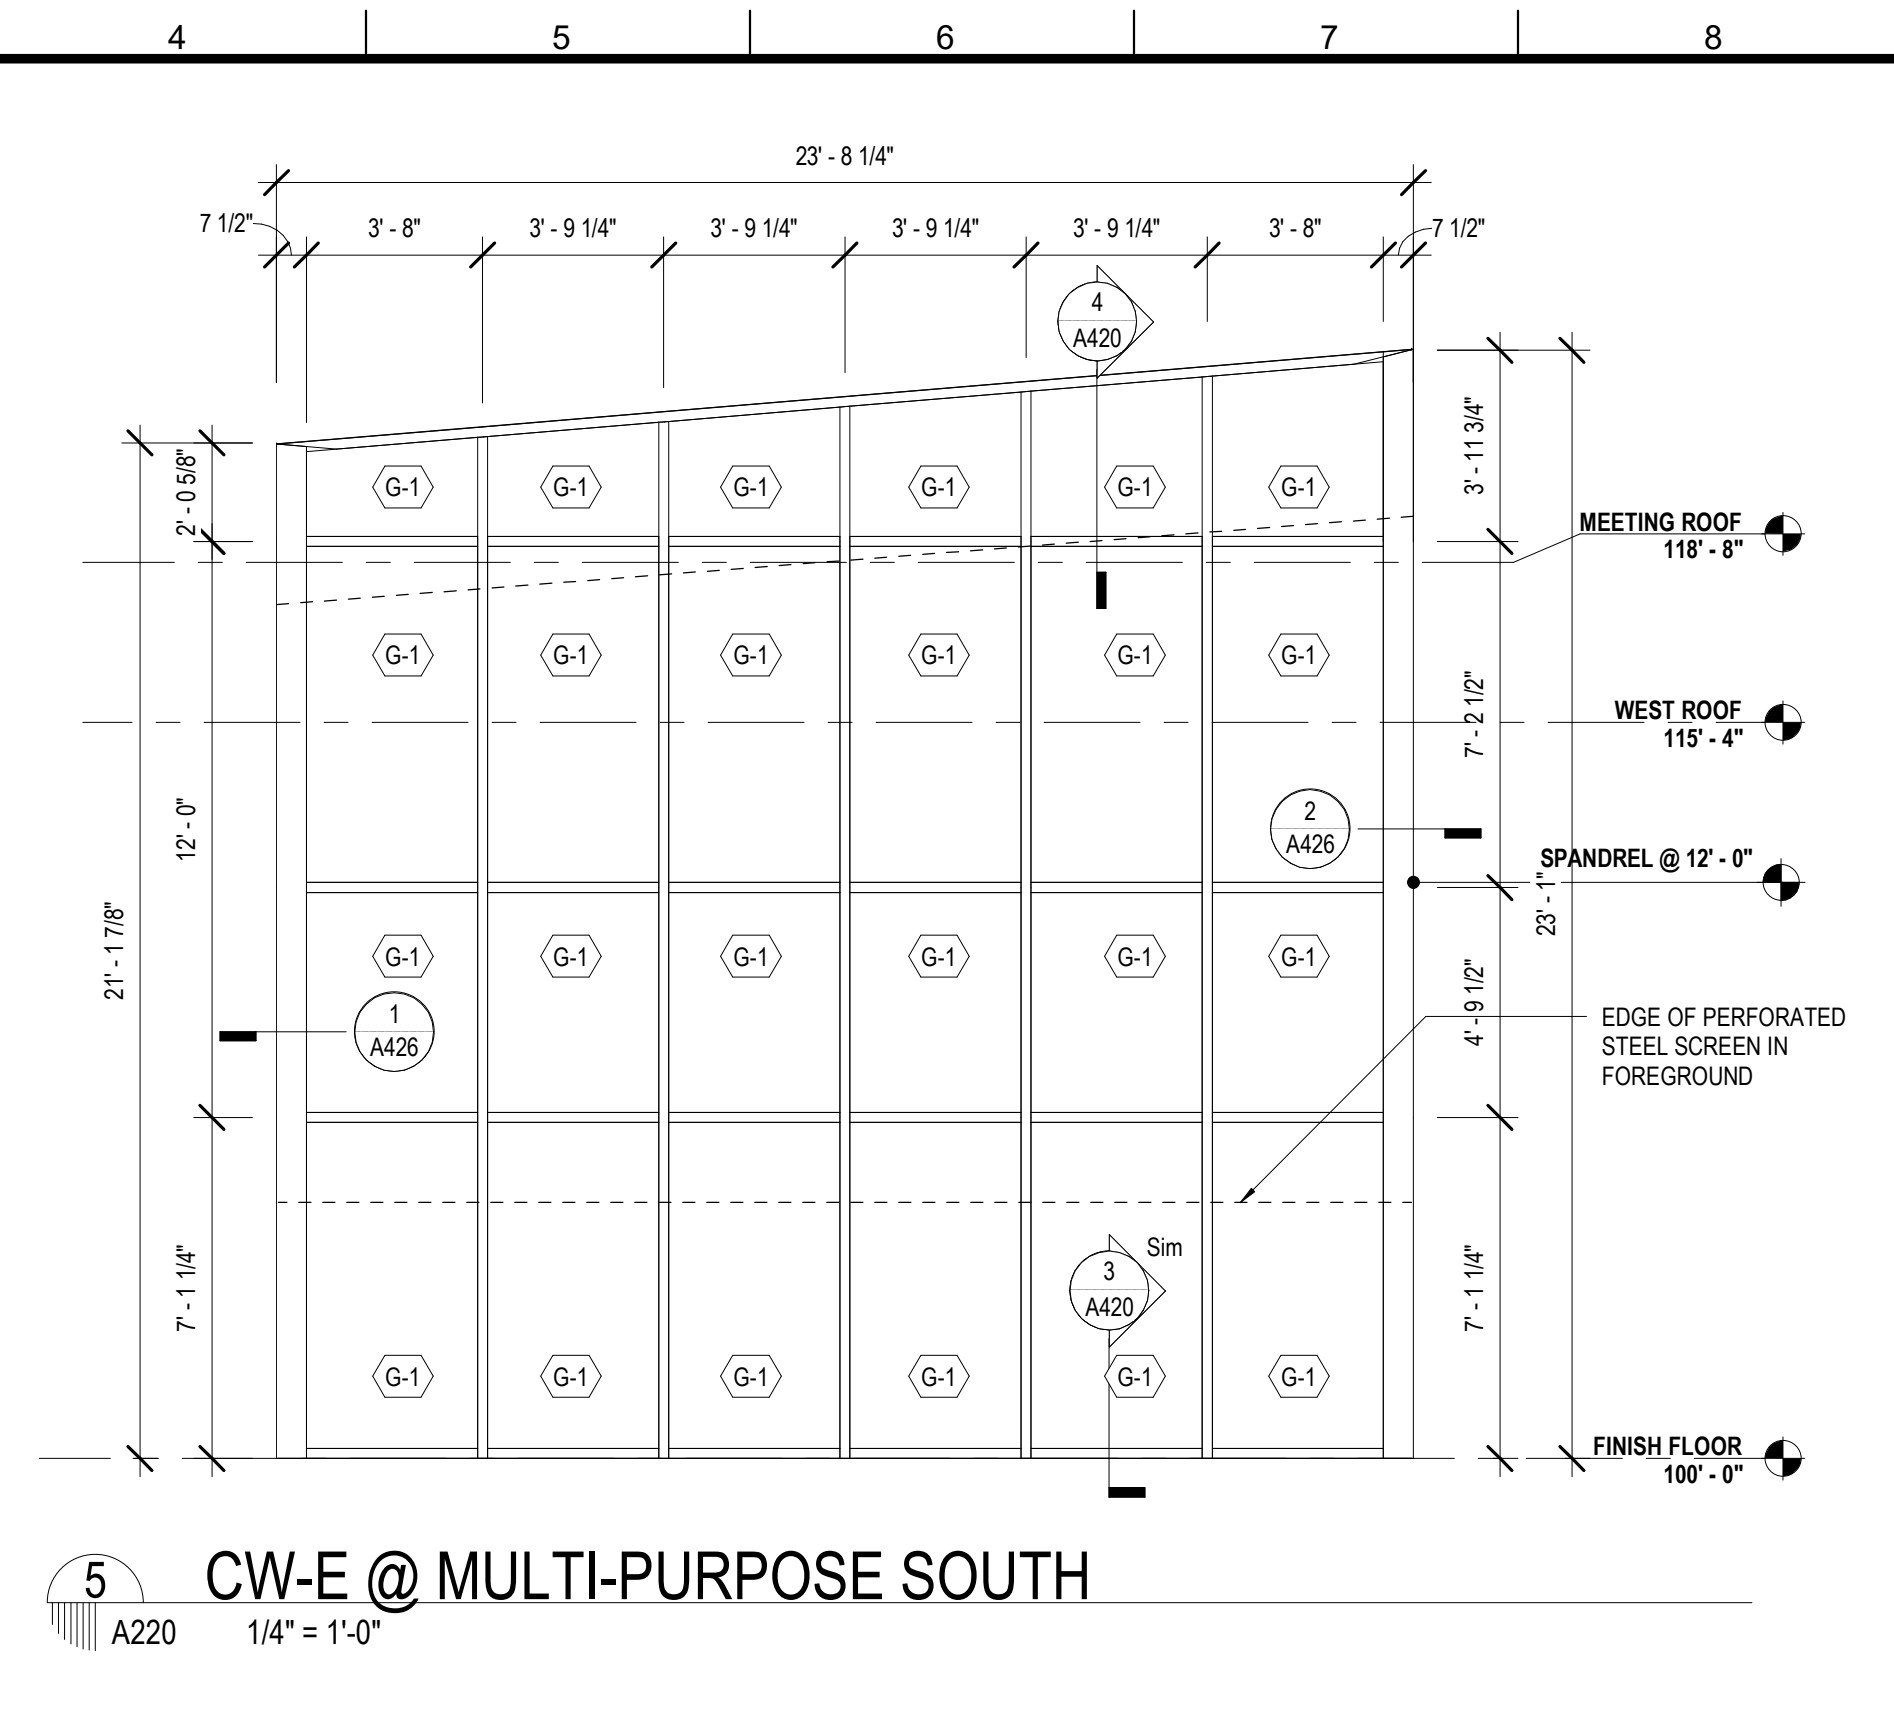 4 5 6 7 8
23' - 8 1/4"
7 1/2" 3' - 8" 3' - 9 1/4" 3' - 9 1/4" 3' - 9 1/4" 3' - 9 1/4" 3' - 8" 7 1/2"
4
A420
2' - 0 5/8"
3' - 11 3/4"
G-1 G-1 G-1 G-1 G-1 G-1
MEETING ROOF
118' - 8"
G-1 G-1 G-1 G-1 G-1 G-1
7' - 2 1/2"
WEST ROOF
115' - 4"
12' - 0"
2
A426
SPANDREL @ 12' - 0"
21' - 1 7/8"
23' - 1"
G-1 G-1 G-1 G-1 G-1 G-1
4' - 9 1/2"
1
A426
EDGE OF PERFORATED
STEEL SCREEN IN
FOREGROUND
7' - 1 1/4"
Sim
3
A420
7' - 1 1/4"
G-1 G-1 G-1 G-1 G-1 G-1
FINISH FLOOR
100' - 0"
5 CW-E @ MULTI-PURPOSE SOUTH
A220 1/4" = 1'-0"